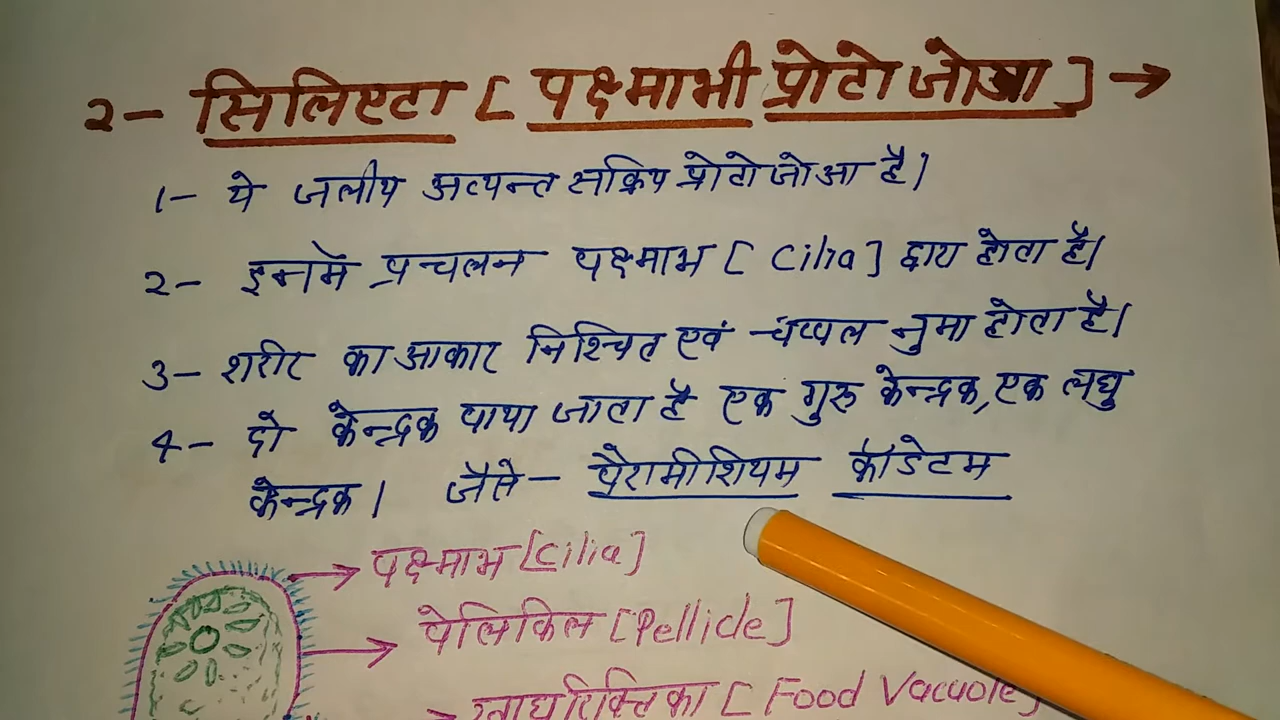 2- सिलिएटा [ पक्ष्माभी प्रोटोजोआ ] →
1- ये जलीय अत्यन्त सक्रिय प्रोटोजोआ है।
2- इनमें प्रचलन पक्ष्माभ [ Cilia ] द्वारा होता है।
3- शरीर का आकार निश्चित एवं चप्पल नुमा होता है।
4- दो केन्द्रक पाया जाता है एक गुरु केन्द्रक, एक लघु
केन्द्रक। जैसे- पैरामीशियम कॉडेटम
पक्ष्माभ [Cilia]
पेलिकिल [Pellicle]
खाद्य रिक्तिका [ Food Vacuole]